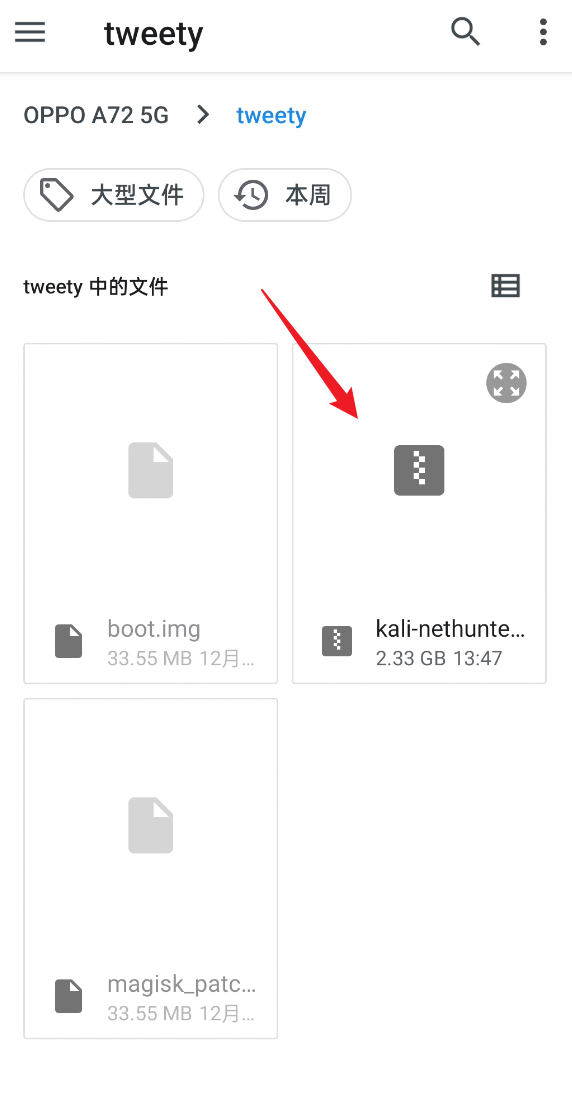 tweety
OPPO A72 5G > tweety
大型文件 本周
tweety 中的文件
boot.img
33.55 MB 12月...
kali-nethunte...
2.33 GB 13:47
magisk_patc...
33.55 MB 12月...